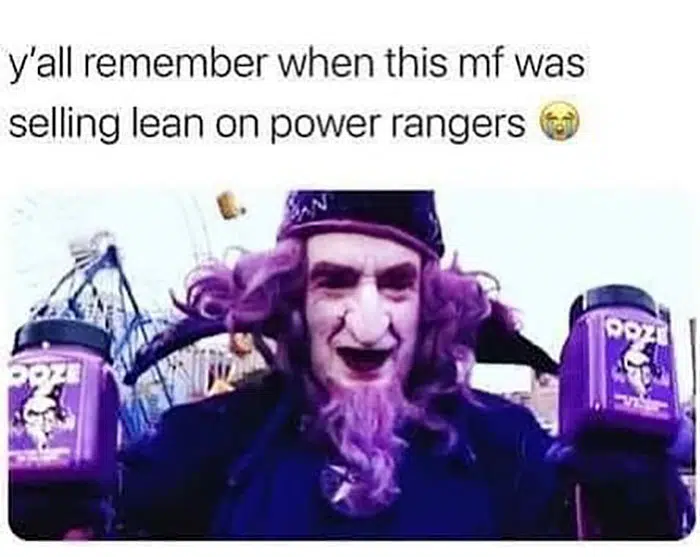 y'all remember when this mf was
selling lean on power rangers 😭
OOZE
OOZE